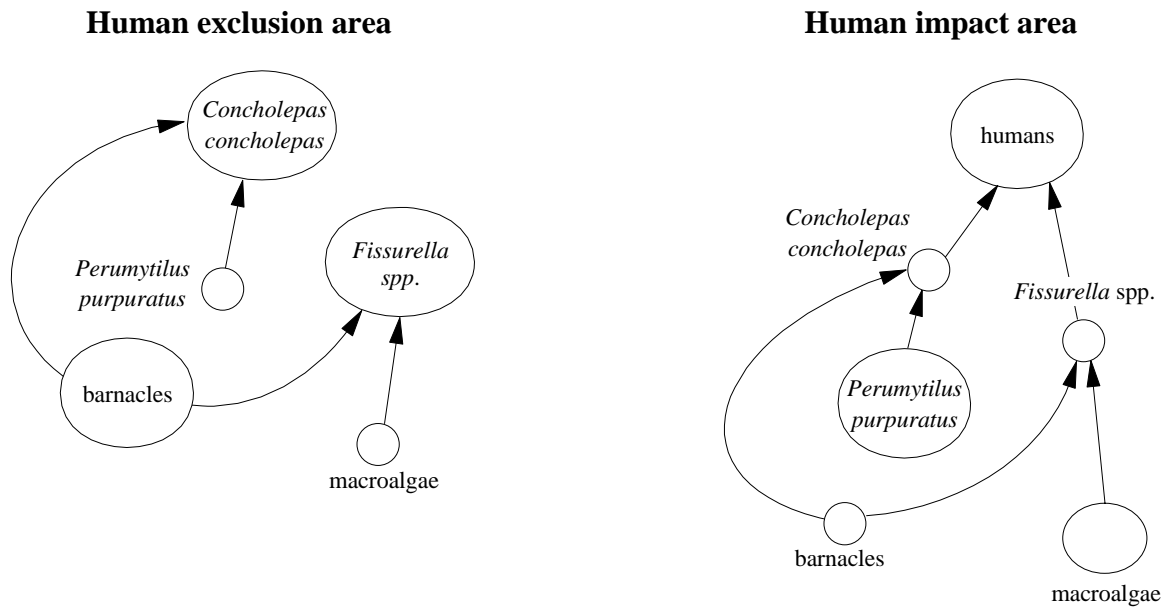 Human exclusion area
Concholepas
concholepas
Fissurella
spp.
Perumytilus
purpuratus
barnacles
macroalgae
Human impact area
humans
Concholepas
concholepas
Fissurella spp.
Perumytilus
purpuratus
barnacles
macroalgae